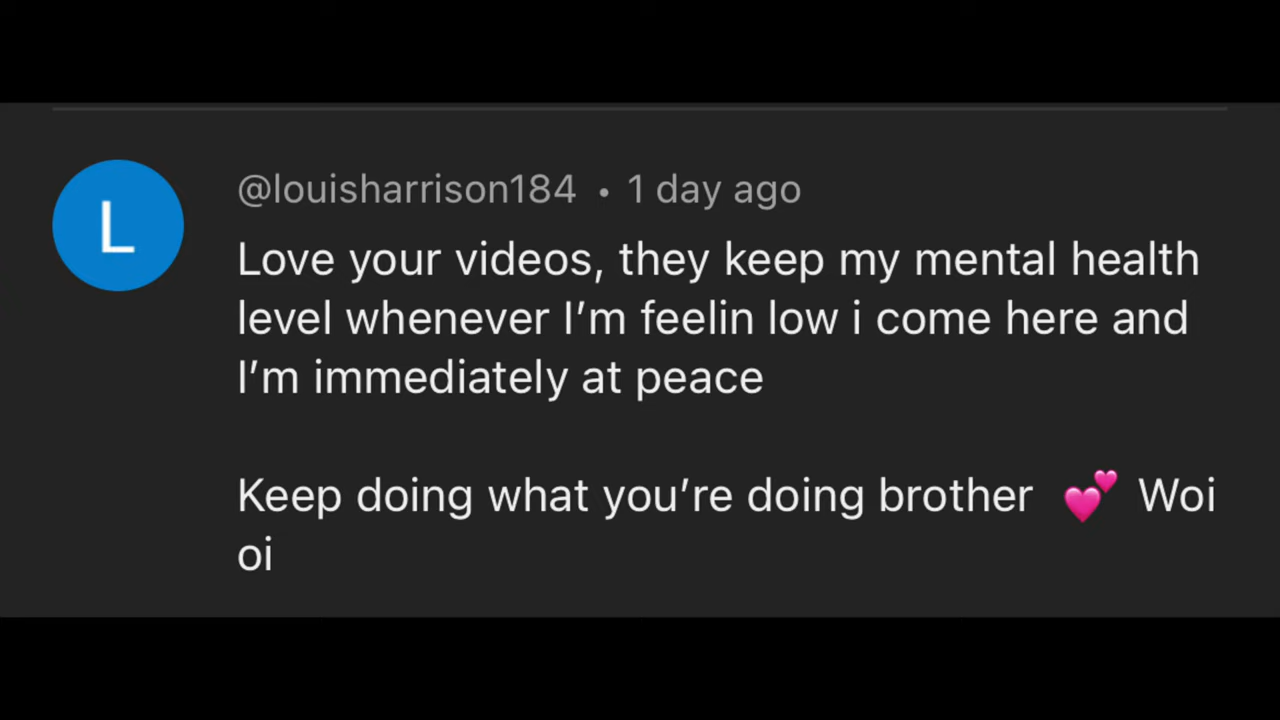 L
@louisharrison184 • 1 day ago
Love your videos, they keep my mental health
level whenever I’m feelin low i come here and
I’m immediately at peace
Keep doing what you’re doing brother 💕 Woi
oi